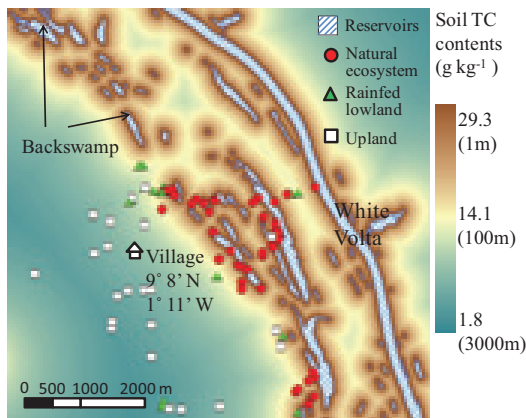 Reservoirs
Natural
ecosystem
Rainfed
lowland
Upland
Backswamp
White
Volta
Village
9° 8’ N
1° 11’ W
0 500 1000 2000 m
Soil TC
contents
(g kg⁻¹)
29.3
(1m)
14.1
(100m)
1.8
(3000m)